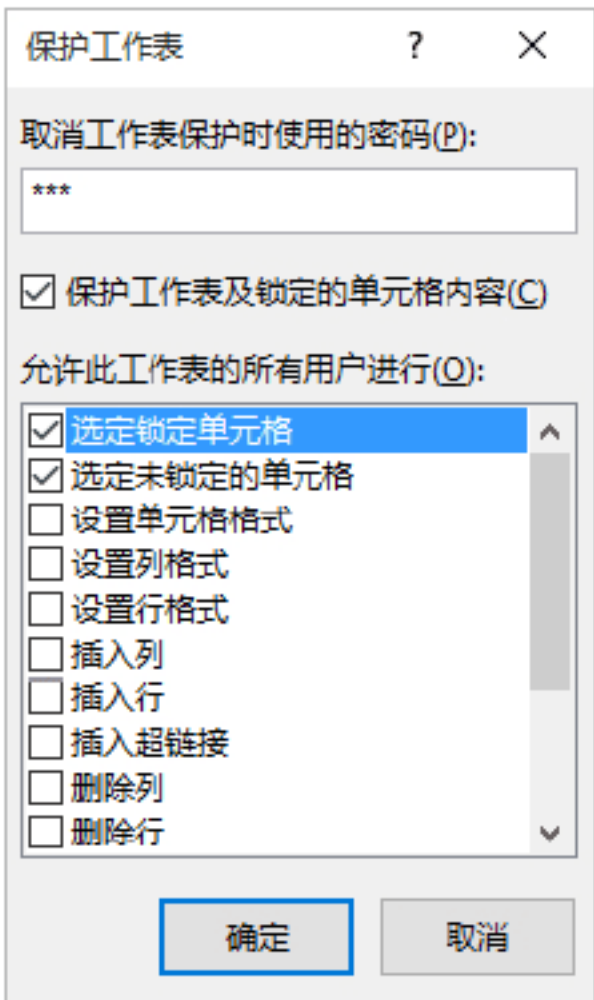 保护工作表 ?
取消工作表保护时使用的密码(P):
***
保护工作表及锁定的单元格内容(C)
允许此工作表的所有用户进行(O):
选定锁定单元格
选定未锁定的单元格
设置单元格格式
设置列格式
设置行格式
插入列
插入行
插入超链接
删除列
删除行
确定 取消